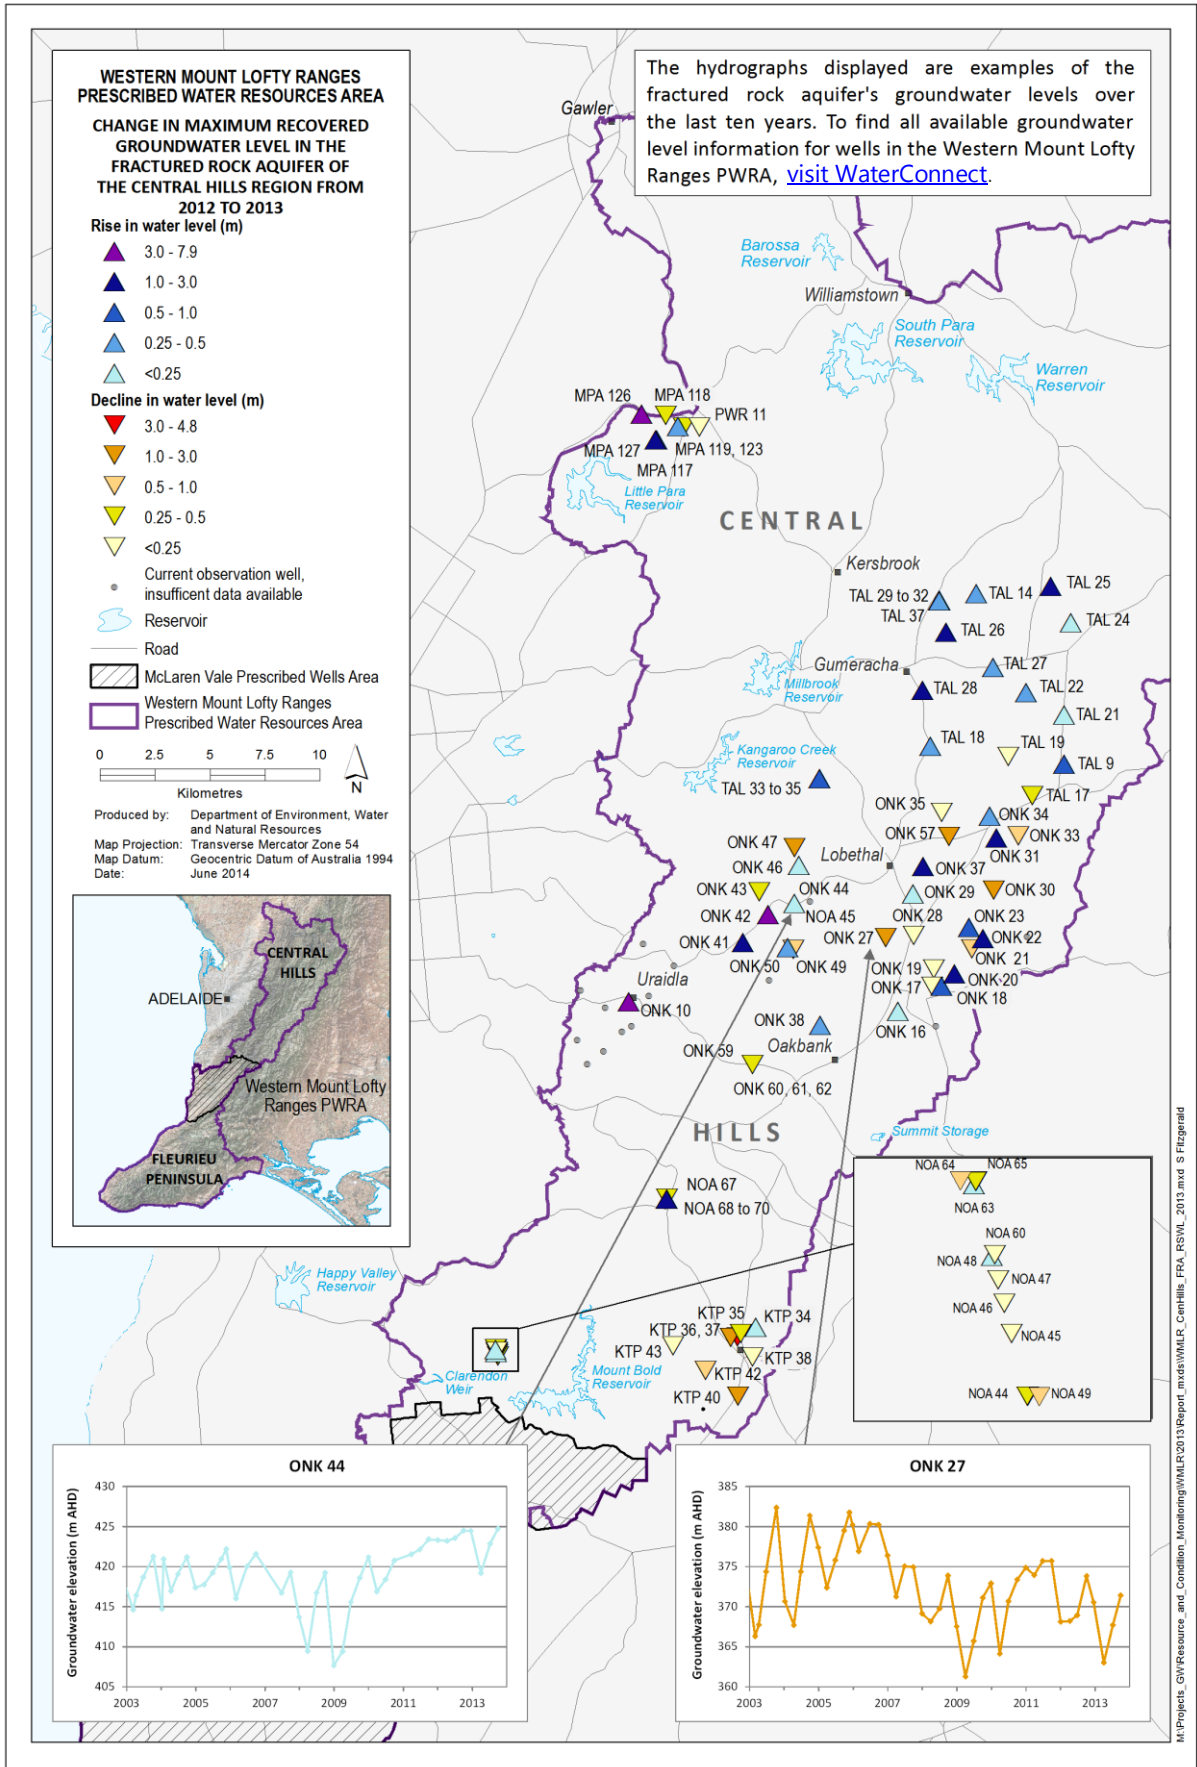 WESTERN MOUNT LOFTY RANGES
PRESCRIBED WATER RESOURCES AREA
CHANGE IN MAXIMUM RECOVERED
GROUNDWATER LEVEL IN THE
FRACTURED ROCK AQUIFER OF
THE CENTRAL HILLS REGION FROM
2012 TO 2013
Rise in water level (m)
3.0 - 7.9
1.0 - 3.0
0.5 - 1.0
0.25 - 0.5
<0.25
Decline in water level (m)
3.0 - 4.8
1.0 - 3.0
0.5 - 1.0
0.25 - 0.5
<0.25
Current observation well,
insufficent data available
Reservoir
Road
McLaren Vale Prescribed Wells Area
Western Mount Lofty Ranges
Prescribed Water Resources Area
0 2.5 5 7.5 10
Kilometres
N
Produced by: Department of Environment, Water
and Natural Resources
Map Projection: Transverse Mercator Zone 54
Map Datum: Geocentric Datum of Australia 1994
Date: June 2014
CENTRAL
HILLS
ADELAIDE
Western Mount Lofty
Ranges PWRA
FLEURIEU
PENINSULA
The hydrographs displayed are examples of the
fractured rock aquifer's groundwater levels over
the last ten years. To find all available groundwater
level information for wells in the Western Mount Lofty
Ranges PWRA, visit WaterConnect.
Gawler
Barossa
Reservoir
Williamstown
South Para
Reservoir
Warren
Reservoir
MPA 126
MPA 118
PWR 11
MPA 127
MPA 119, 123
MPA 117
Little Para
Reservoir
CENTRAL
Kersbrook
TAL 29 to 32
TAL 37
TAL 14
TAL 25
TAL 24
TAL 26
Gumeracha
TAL 27
Millbrook
Reservoir
TAL 28
TAL 22
TAL 21
TAL 18
TAL 19
Kangaroo Creek
Reservoir
TAL 9
TAL 33 to 35
TAL 17
ONK 35
ONK 34
ONK 57
ONK 33
ONK 31
ONK 47
Lobethal
ONK 46
ONK 37
ONK 43
ONK 44
ONK 29
ONK 30
ONK 42
NOA 45
ONK 28
ONK 23
ONK 41
ONK 27
ONK 22
ONK 50
ONK 49
ONK 21
ONK 19
Uraidla
ONK 20
ONK 17
ONK 18
ONK 10
ONK 16
ONK 38
Oakbank
ONK 59
ONK 60, 61, 62
HILLS
Summit Storage
NOA 67
NOA 68 to 70
NOA 64
NOA 65
NOA 63
NOA 60
NOA 48
NOA 47
NOA 46
NOA 45
NOA 44
NOA 49
Happy Valley
Reservoir
KTP 35
KTP 34
KTP 36, 37
KTP 43
KTP 38
KTP 42
KTP 40
Clarendon
Weir
Mount Bold
Reservoir
ONK 44
Groundwater elevation (m AHD)
430
425
420
415
410
405
2003 2005 2007 2009 2011 2013
ONK 27
Groundwater elevation (m AHD)
385
380
375
370
365
360
2003 2005 2007 2009 2011 2013
M:\Projects_GW\Resource_and_Condition_Monitoring\WMLR\2013\Report_mxds\WMLR_CenHills_FRA_RSWL_2013.mxd S Fitzgerald